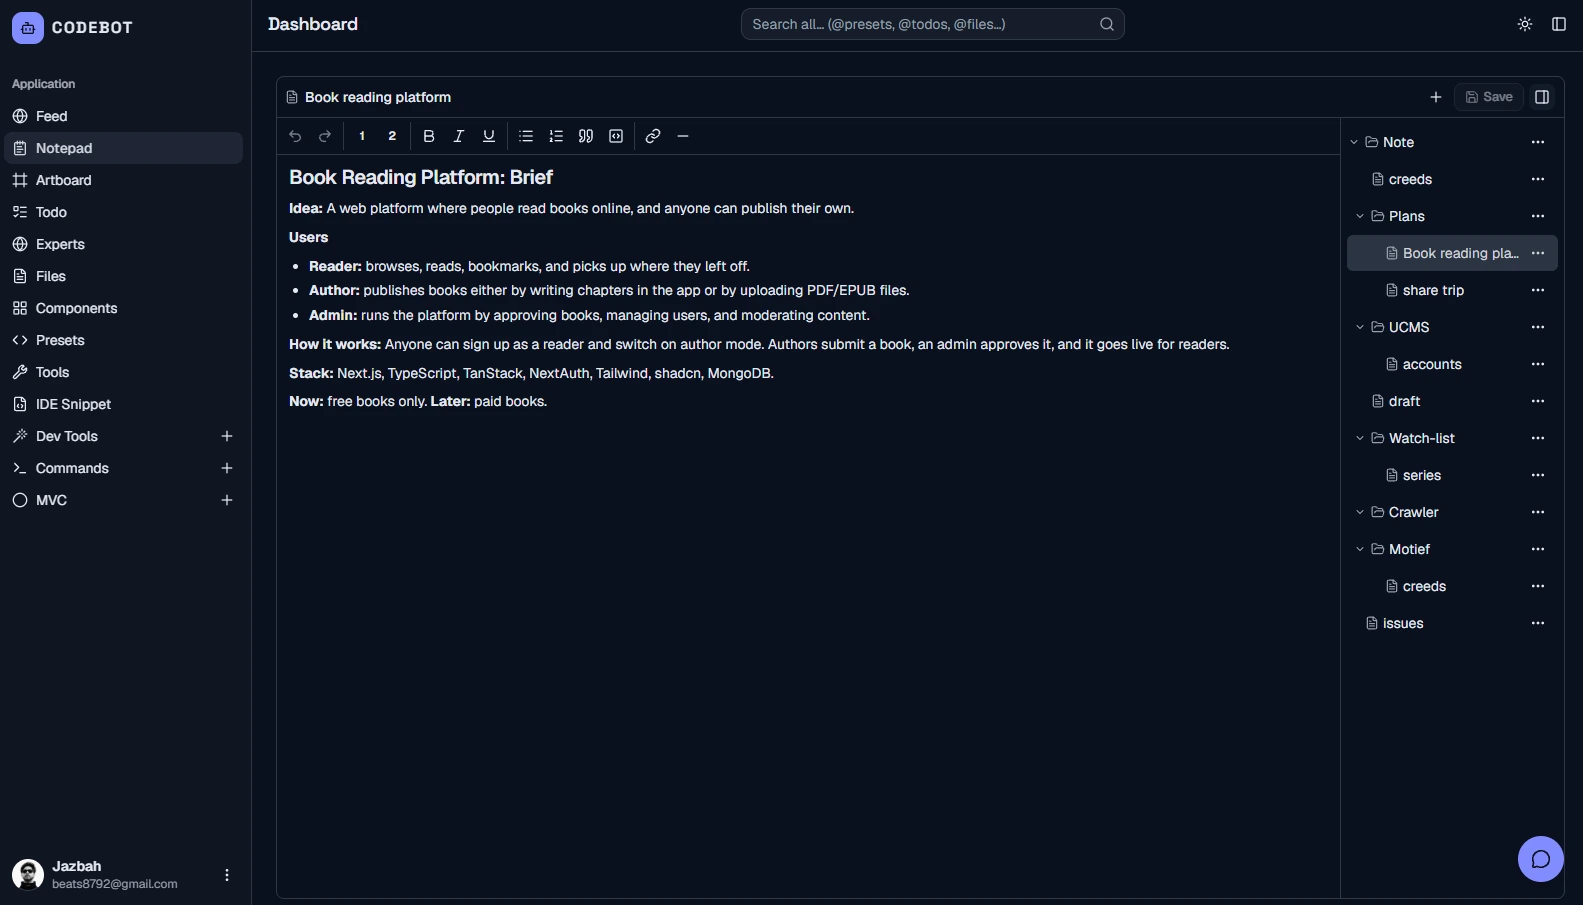 CODEBOT
Dashboard
Search all... (@presets, @todos, @files...)
Application
Feed
Notepad
Artboard
Todo
Experts
Files
Components
Presets
Tools
IDE Snippet
Dev Tools
Commands
MVC
Jazbah
beats8792@gmail.com
Book reading platform
Save
1 2 B I U
Book Reading Platform: Brief
Idea: A web platform where people read books online, and anyone can publish their own.
Users
• Reader: browses, reads, bookmarks, and picks up where they left off.
• Author: publishes books either by writing chapters in the app or by uploading PDF/EPUB files.
• Admin: runs the platform by approving books, managing users, and moderating content.
How it works: Anyone can sign up as a reader and switch on author mode. Authors submit a book, an admin approves it, and it goes live for readers.
Stack: Next.js, TypeScript, TanStack, NextAuth, Tailwind, shadcn, MongoDB.
Now: free books only. Later: paid books.
Note
creeds
Plans
Book reading pla...
share trip
UCMS
accounts
draft
Watch-list
series
Crawler
Motief
creeds
issues